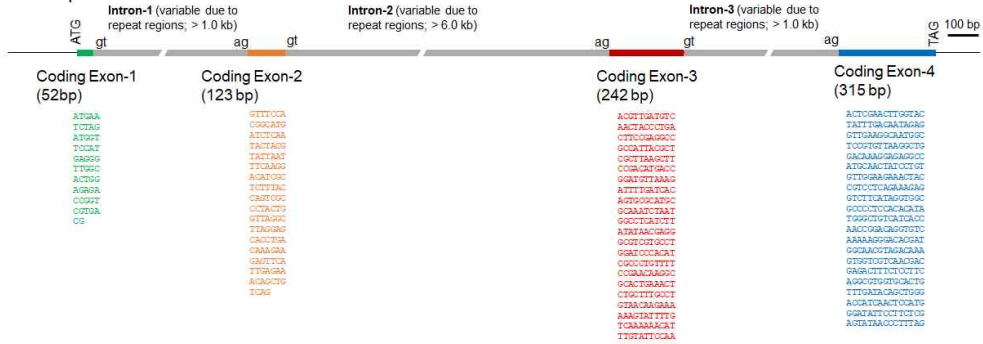 Intron-1 (variable due to
repeat regions; > 1.0 kb)
Intron-2 (variable due to
repeat regions; > 6.0 kb)
Intron-3 (variable due to
repeat regions; > 1.0 kb)
ATG
gt
ag
gt
ag
gt
ag
TAG
100 bp
Coding Exon-1
(52bp)
Coding Exon-2
(123 bp)
Coding Exon-3
(242 bp)
Coding Exon-4
(315 bp)
ATGAA
TCTAG
ATGGT
TCCAT
GAGGG
TTGGC
ACTGG
AGAGA
CCGGT
CGTGA
CG
GTTTCCA
CGGCATG
ATCTCAA
TACTACG
TATTAAT
TTCAAGG
ACATCGC
TCTTTAC
CAGTCGC
CCTACTG
GTTAGGC
TTAGGAG
CACCTGA
CAAAGAA
GAGTTCA
TTGAGAA
ACAGCTG
TCAG
ACGTTGATGTC
AACTACCCTGA
CTTCCGAGGCC
GCCATTACGCT
CGCTTAAGCTT
CCGACATGACC
GGATGTTAAAG
ATTTTGATCAC
AGTGCGCATGC
GCAAATCTAAT
GGCCTCATCTT
ATATAACGAGG
GCGTCGTGCCT
GGATCCCACAT
CGCCCTGTTTT
CCGAACAAGGC
GCACTGAAACT
CTGCTTGCCCT
GTAACAAGAAA
AAAGTATTTTG
TCAAAAAACAT
TTGTATTCCAA
ACTCGAACTTGGTAC
TATTTGACAATAGAG
GTTGAAGGCAATGGC
TCCGTGTTAAGGCTG
GACAAAGGAGAGGCC
ATGCAACTATCCTGT
GTTGGAAGAAACTAC
CGTCCTCAGAAAGAG
GTCTTCATAGGTGGC
GCCCCTCCACACATA
TGGGCTGTCATCACC
AACCGGACAGGTGTC
AAAAAGGGACACGAT
GGCAACGTAGACAAA
GTGGTCGTCAACGAC
GAGACTTTCTCCTTC
AGGCGTGGTGCACTG
TTTGATACAGCTGGG
ACCATCAACTCCATG
GGATATTCCTTCTCG
AGTATAACCCTTTAG